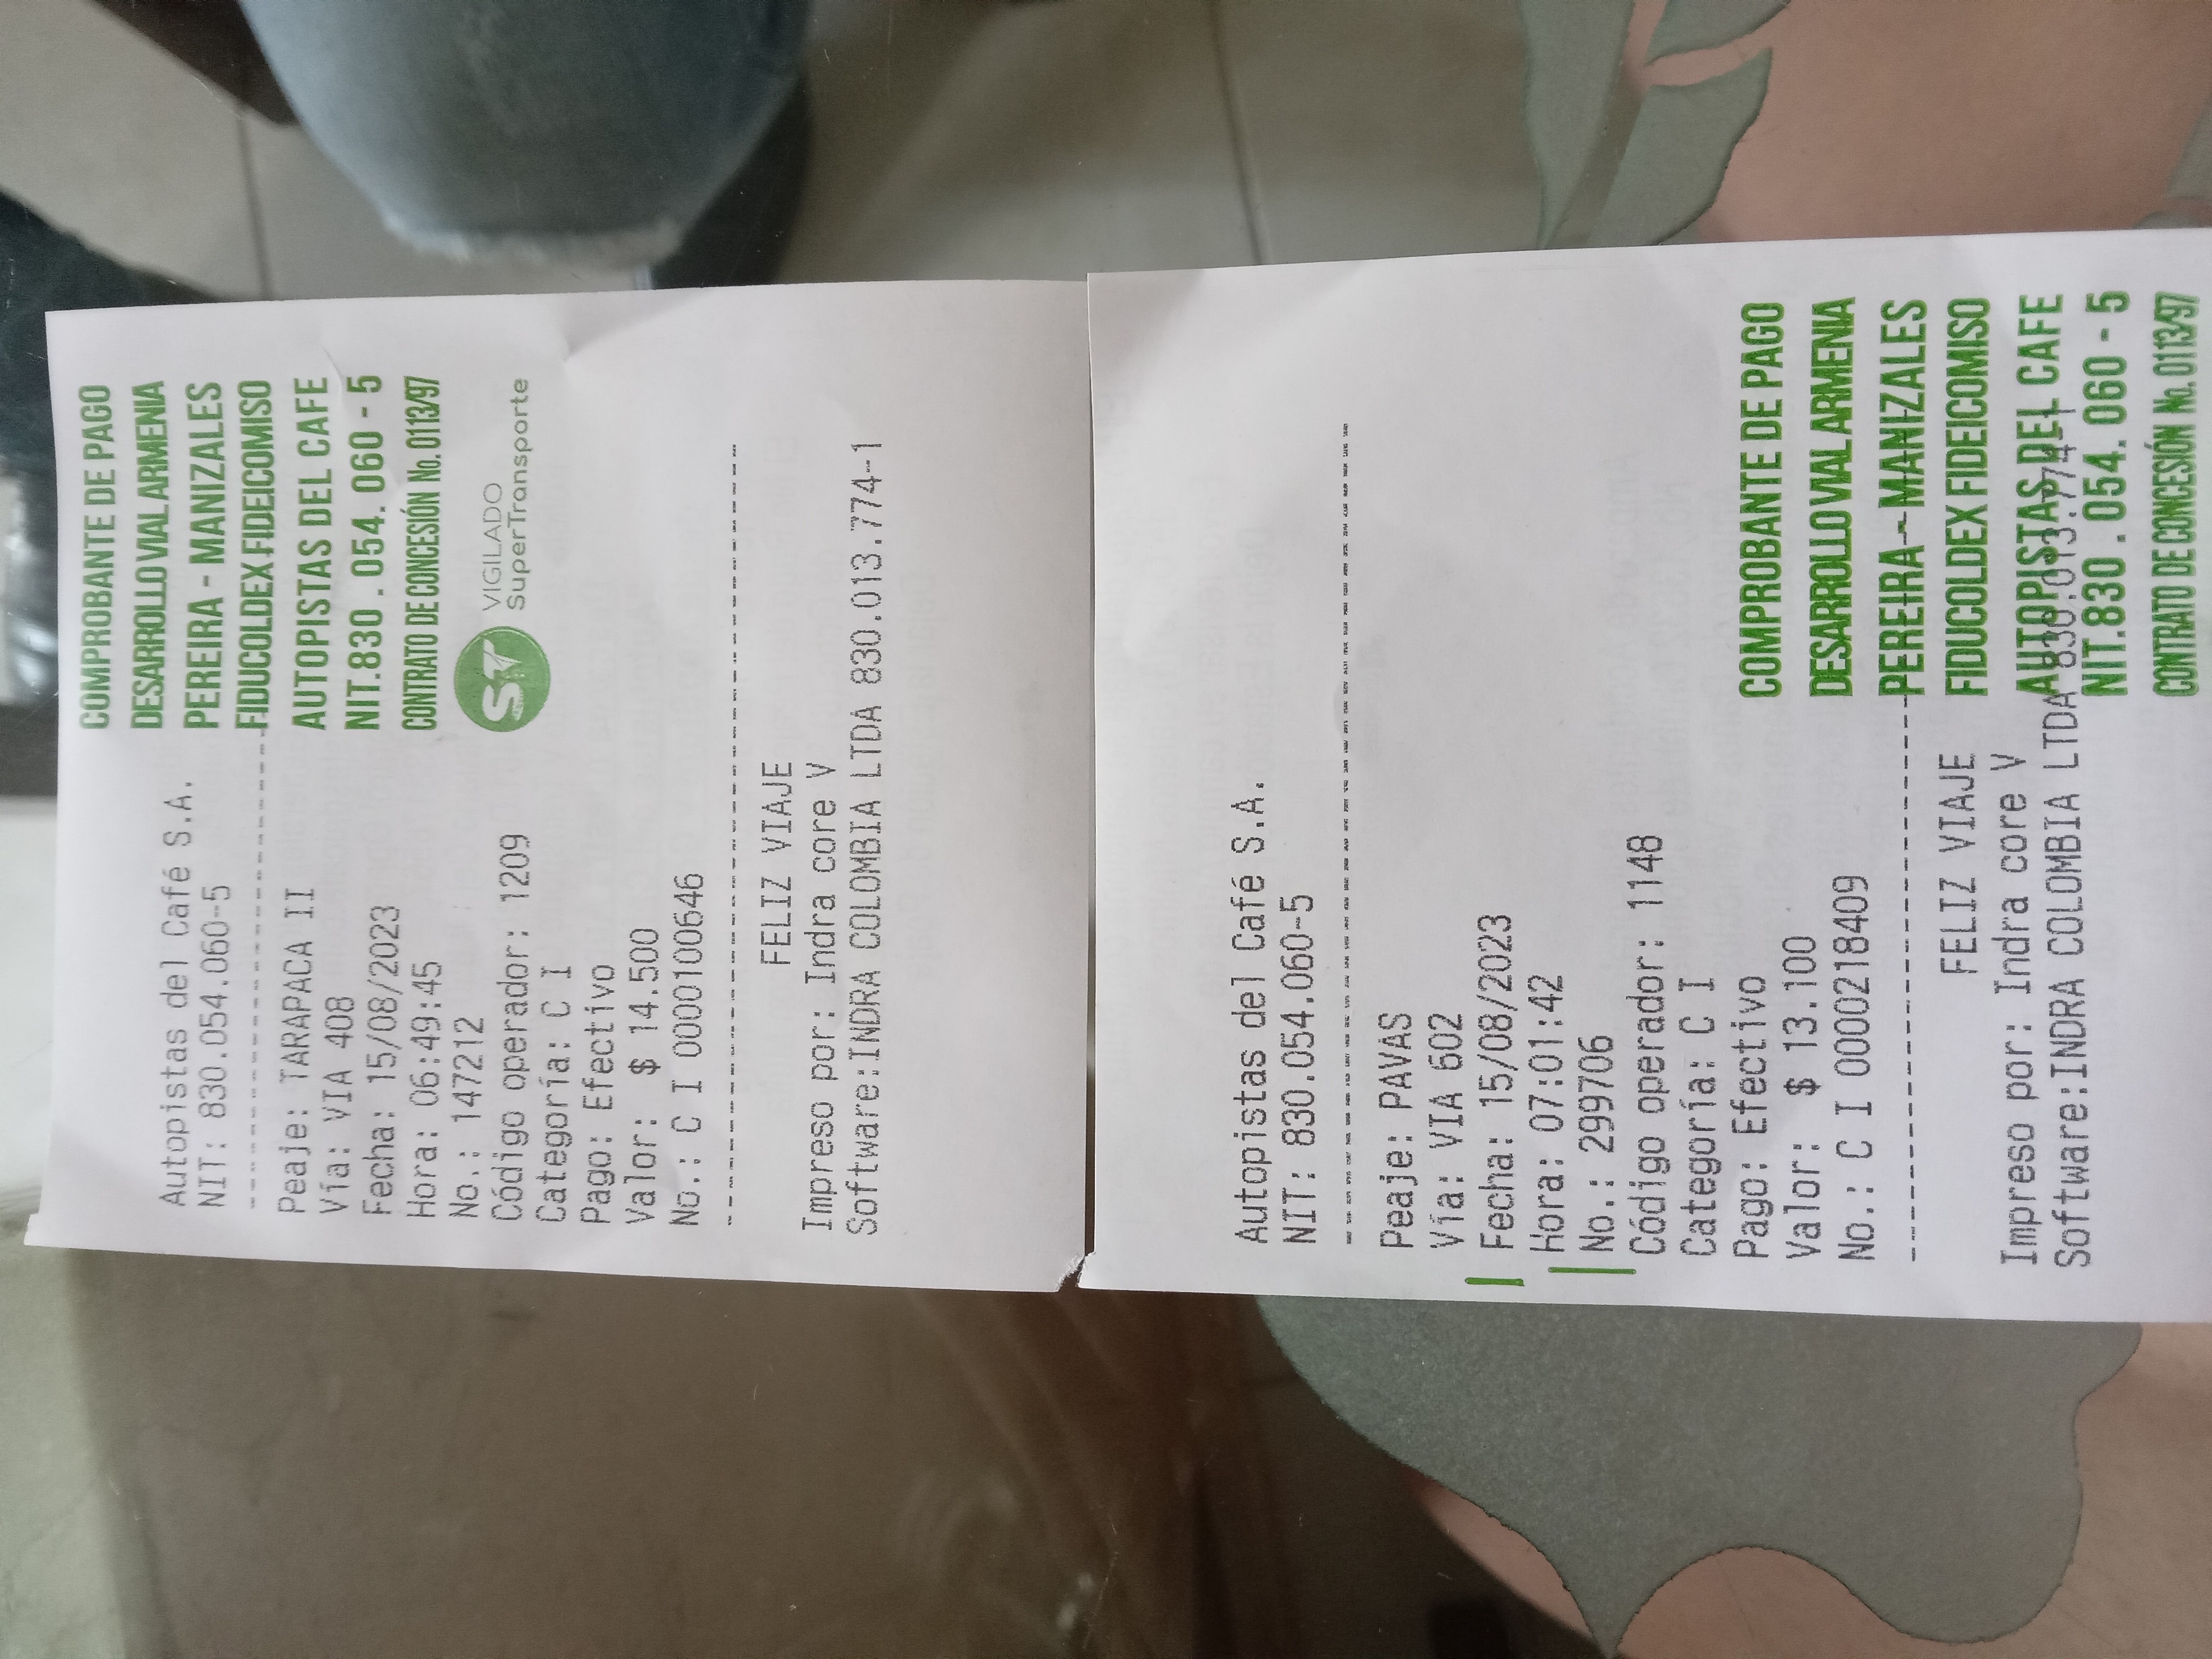 COMPROBANTE DE PAGO
DESARROLLO VIAL ARMENIA
PEREIRA - MANIZALES
FIDUCOLDEX FIDEICOMISO
AUTOPISTAS DEL CAFE
NIT.830.054.060-5
CONTRATO DE CONCESIÓN No. 0113/97
ST VIGILADO
SuperTransporte
Autopistas del Café S.A.
NIT: 830.054.060-5
Peaje: TARAPACA II
Vía: VIA 408
Fecha: 15/08/2023
Hora: 06:49:45
No.: 147212
Código operador: 1209
Categoría: C I
Pago: Efectivo
Valor: $ 14.500
No.: C I 0000100646
FELIZ VIAJE
Impreso por: Indra core V
Software:INDRA COLOMBIA LTDA 830.013.774-1
Autopistas del Café S.A.
NIT: 830.054.060-5
Peaje: PAVAS
Vía: VIA 602
Fecha: 15/08/2023
Hora: 07:01:42
No.: 2999706
Código operador: 1148
Categoría: C I
Pago: Efectivo
Valor: $ 13.100
No.: C I 0000218409
FELIZ VIAJE
Impreso por: Indra core V
Software:INDRA COLOMBIA LTDA 830.013.774-1
COMPROBANTE DE PAGO
DESARROLLO VIAL ARMENIA
PEREIRA - MANIZALES
FIDUCOLDEX FIDEICOMISO
AUTOPISTAS DEL CAFE
NIT.830.054.060-5
CONTRATO DE CONCESIÓN No. 0113/97